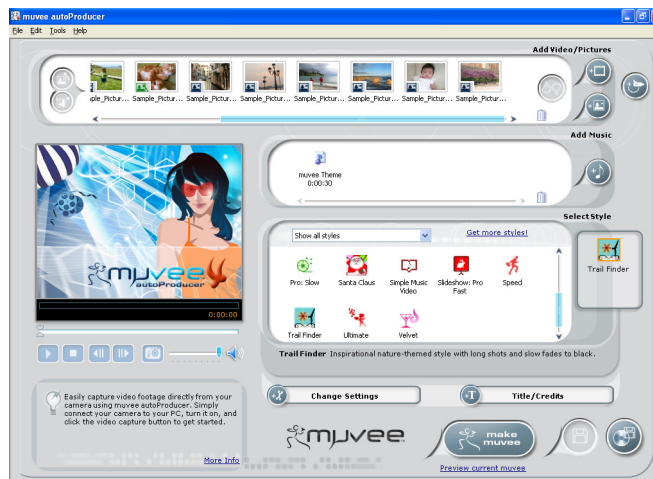 muvee autoProducer
File Edit Tools Help
Add Video/Pictures
ple_Pictur... Sample_Pictur... Sample_Pictur... Sample_Pictur... Sample_Pictur... Sample_Pictur... Sample_Pictur... Sample_Pictur...
Add Music
muvee Theme
0:00:30
Select Style
Show all styles
Get more styles!
Pro: Slow
Santa Claus
Simple Music
Video
Slideshow: Pro
Fast
Speed
Trail Finder
Ultimate
Velvet
Trail Finder
Trail Finder Inspirational nature-themed style with long shots and slow fades to black.
muvee
autoProducer
0:00:00
Easily capture video footage directly from your
camera using muvee autoProducer. Simply
connect your camera to your PC, turn it on, and
click the video capture button to get started.
More Info
Change Settings
T
Title/Credits
muvee
make
muvee
Preview current muvee